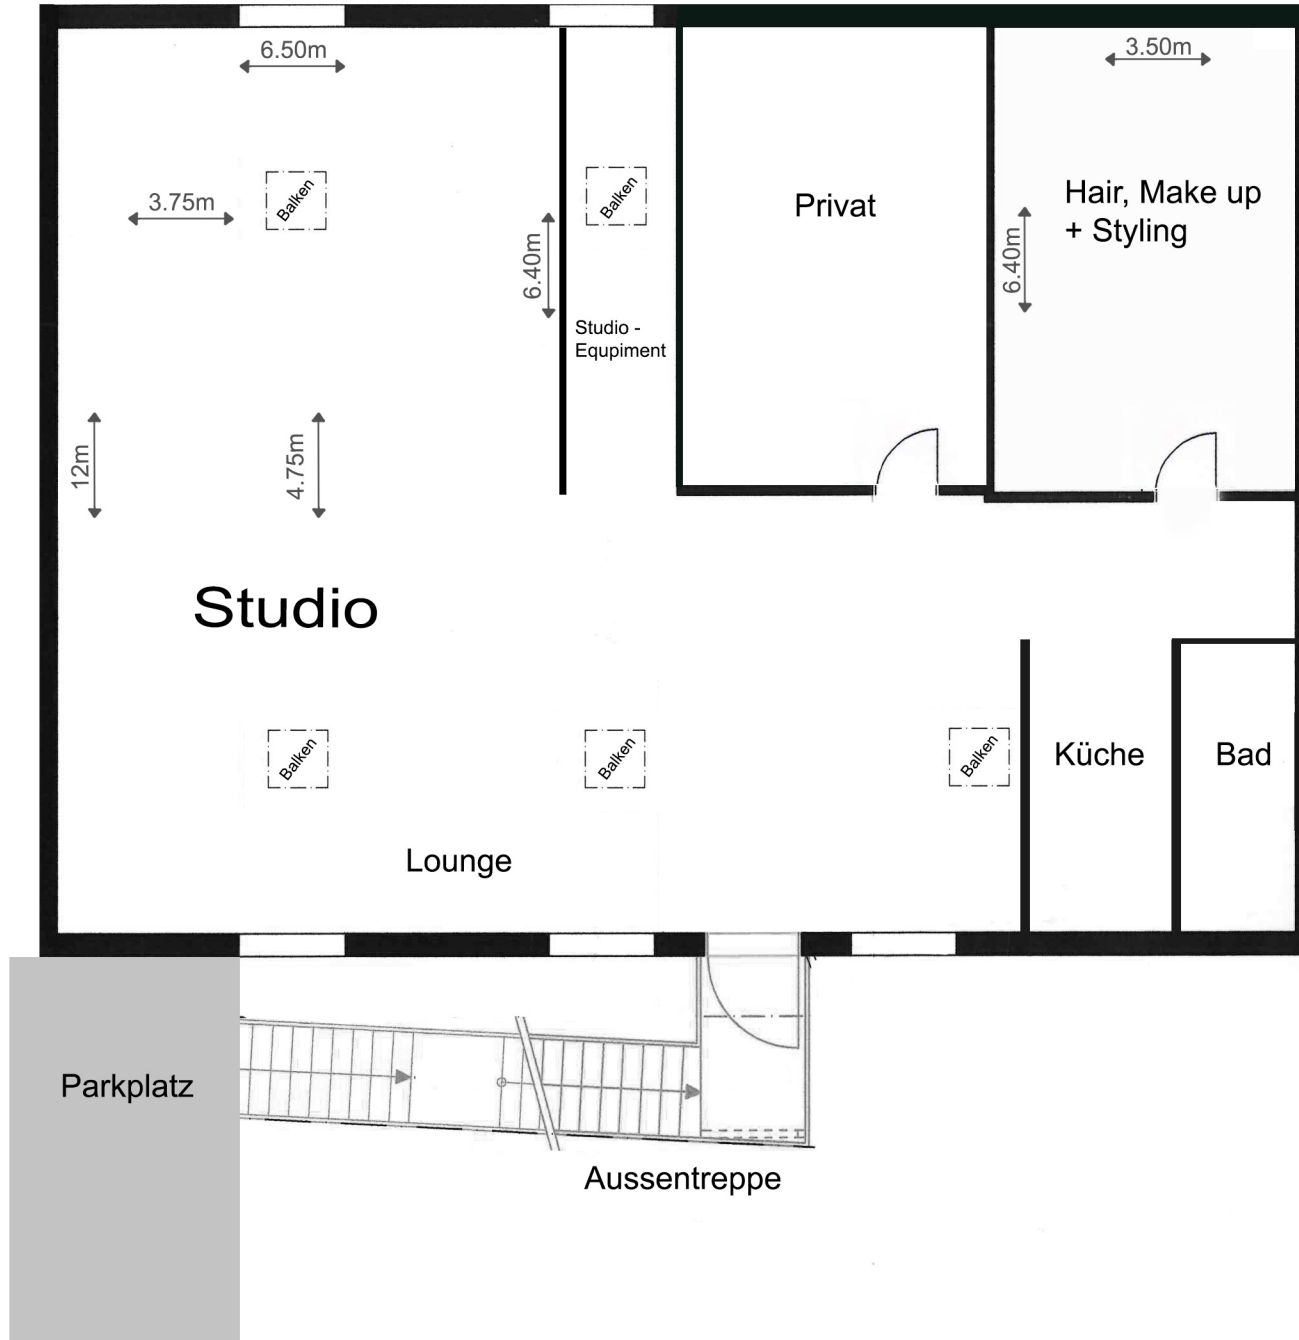 6.50m
3.50m
Balken
Balken
3.75m
Privat
Hair, Make up
+ Styling
6.40m
6.40m
Studio -
Equpiment
12m
4.75m
Studio
Balken
Balken
Balken
Küche
Bad
Lounge
Parkplatz
Aussentreppe